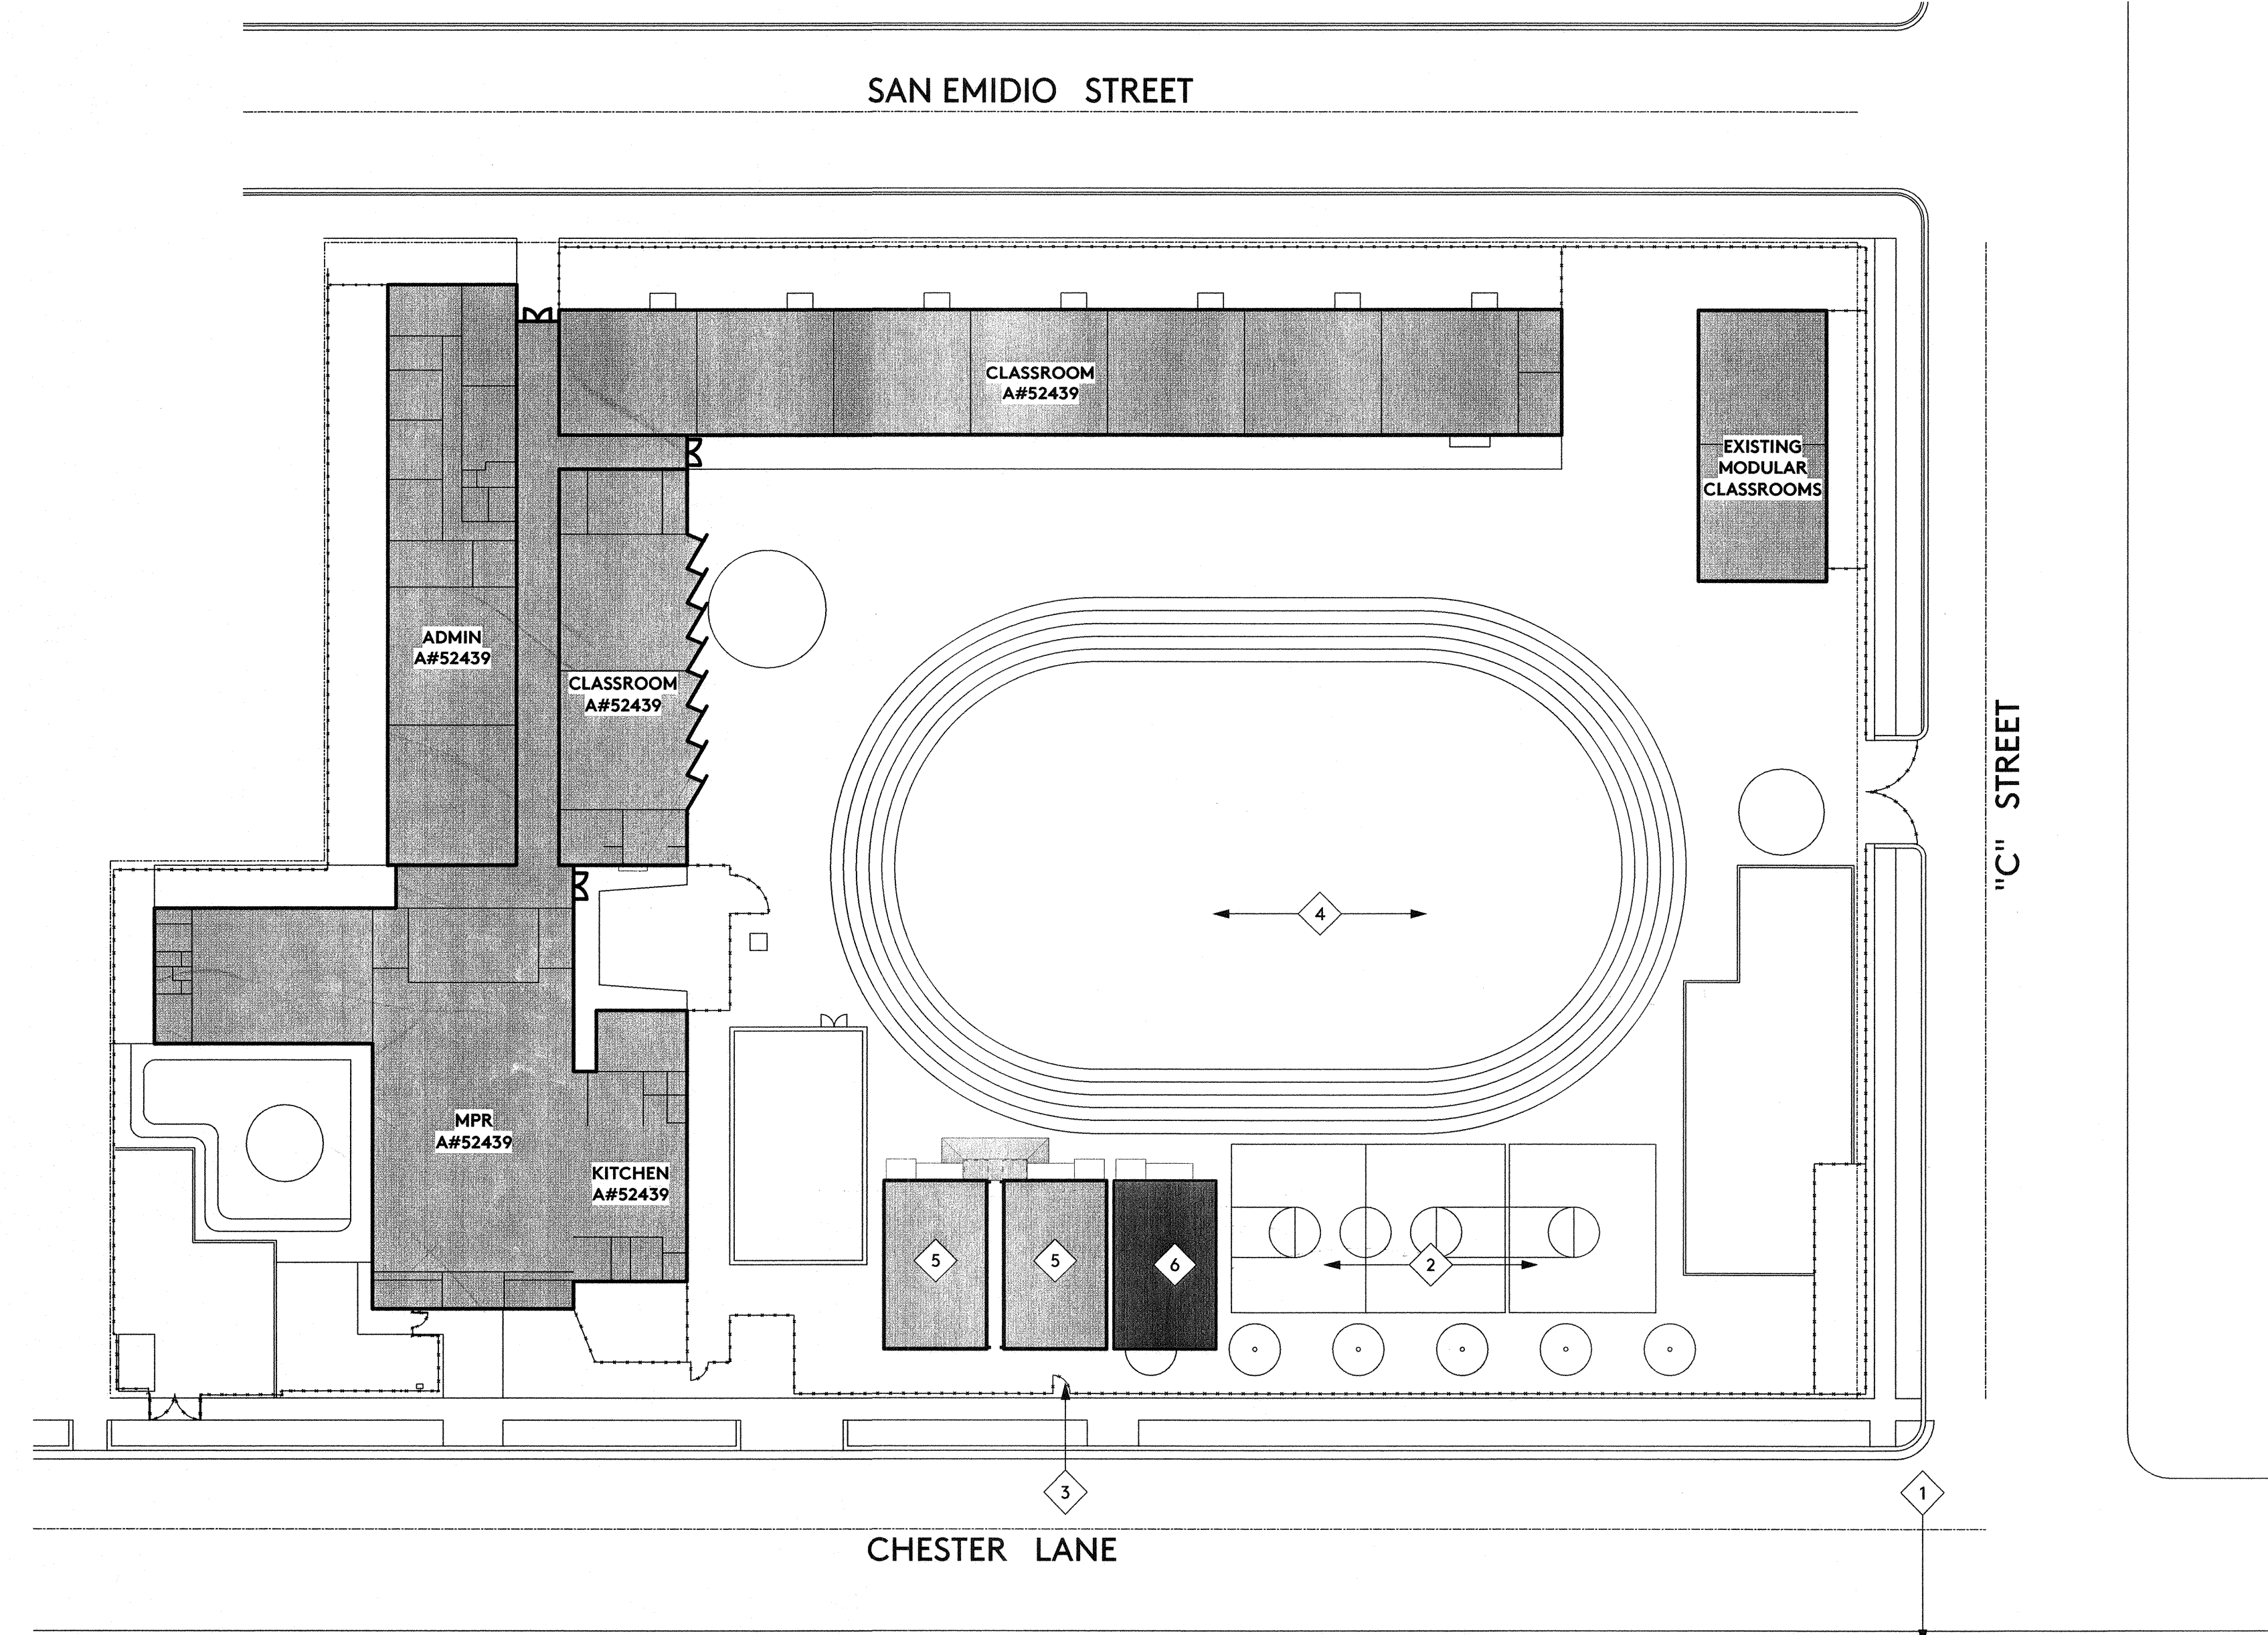 SAN EMIDIO STREET
CLASSROOM
A#52439
EXISTING
MODULAR
CLASSROOMS
ADMIN
A#52439
CLASSROOM
A#52439
"C" STREET
4
MPR
A#52439
KITCHEN
A#52439
5
5
6
2
3
1
CHESTER LANE